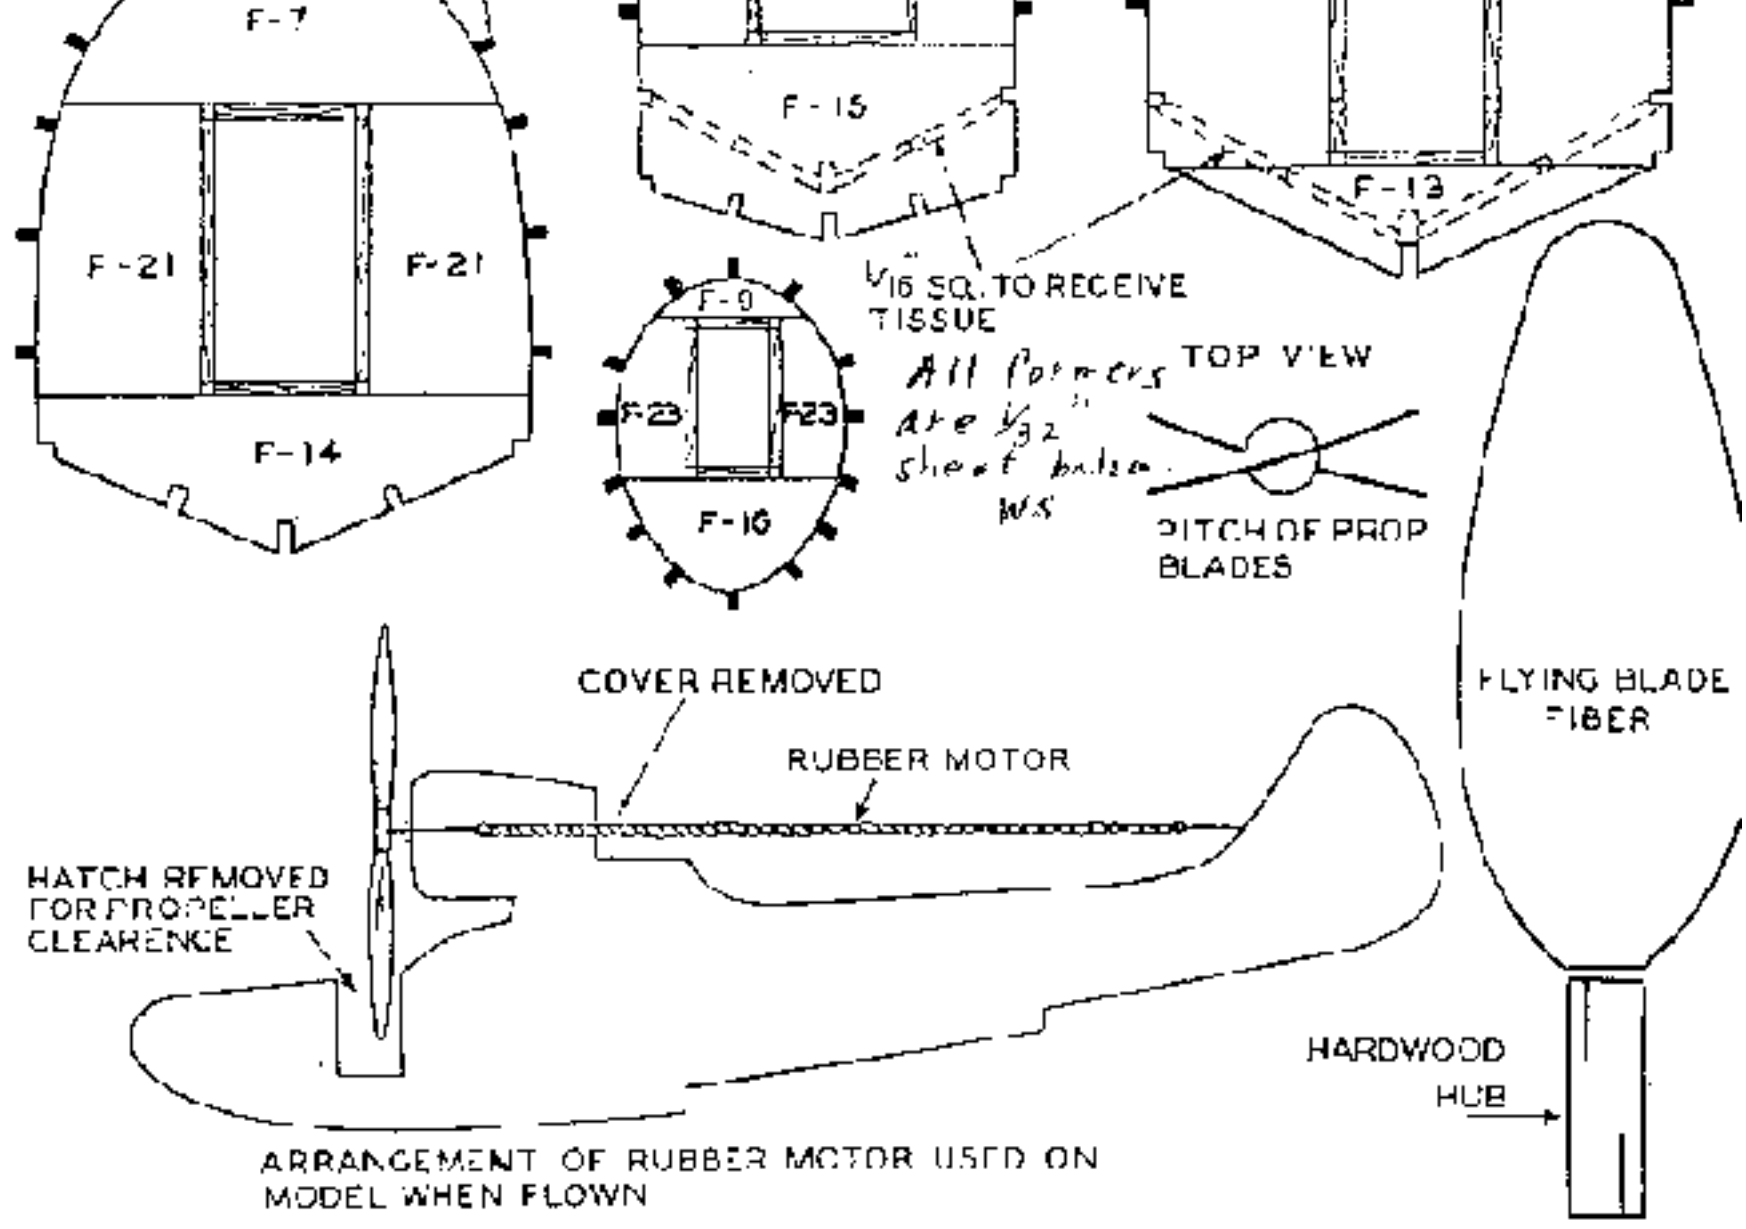 F-7
F-15
F-13
F-21
F-21
F-14
F-9
F-23
F-23
F-16
1/16" SQ. TO RECEIVE
TISSUE
All formers
are 1/32"
sheet balsa.
WS
TOP VIEW
PITCH OF PROP
BLADES
FLYING BLADE
FIBER
COVER REMOVED
RUBBER MOTOR
HATCH REMOVED
FOR PROPELLER
CLEARENCE
HARDWOOD
HUB
ARRANGEMENT OF RUBBER MOTOR USED ON
MODEL WHEN FLOWN